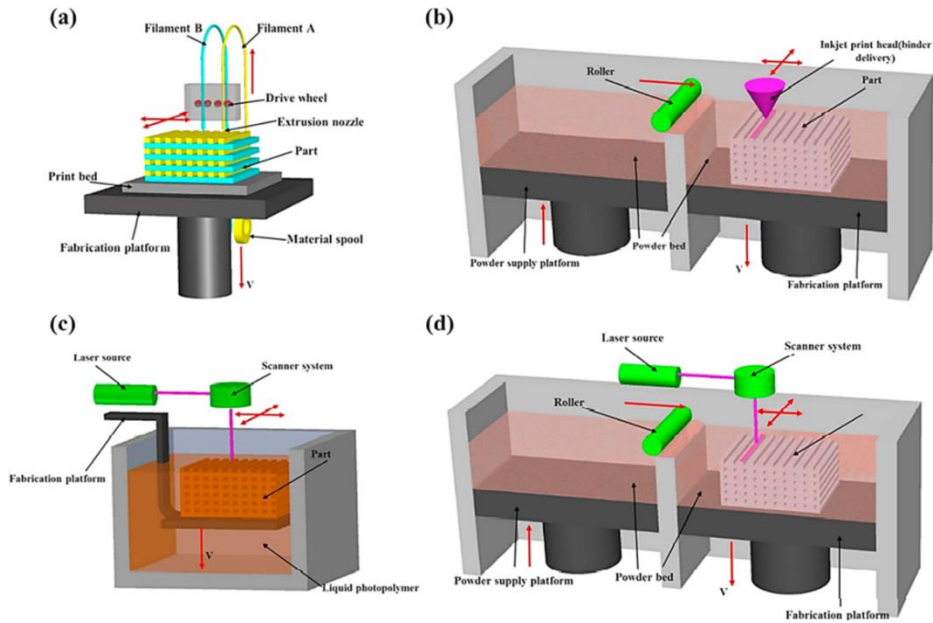 (a)
Filament B
Filament A
Drive wheel
Extrusion nozzle
Part
Print bed
Fabrication platform
Material spool
V
(b)
Inkjet print head(binder
delivery)
Roller
Part
Powder bed
Powder supply platform
V
Fabrication platform
(c)
Laser source
Scanner system
Part
Fabrication platform
V
Liquid photopolymer
(d)
Laser source
Scanner system
Roller
Powder bed
Powder supply platform
V
Fabrication platform